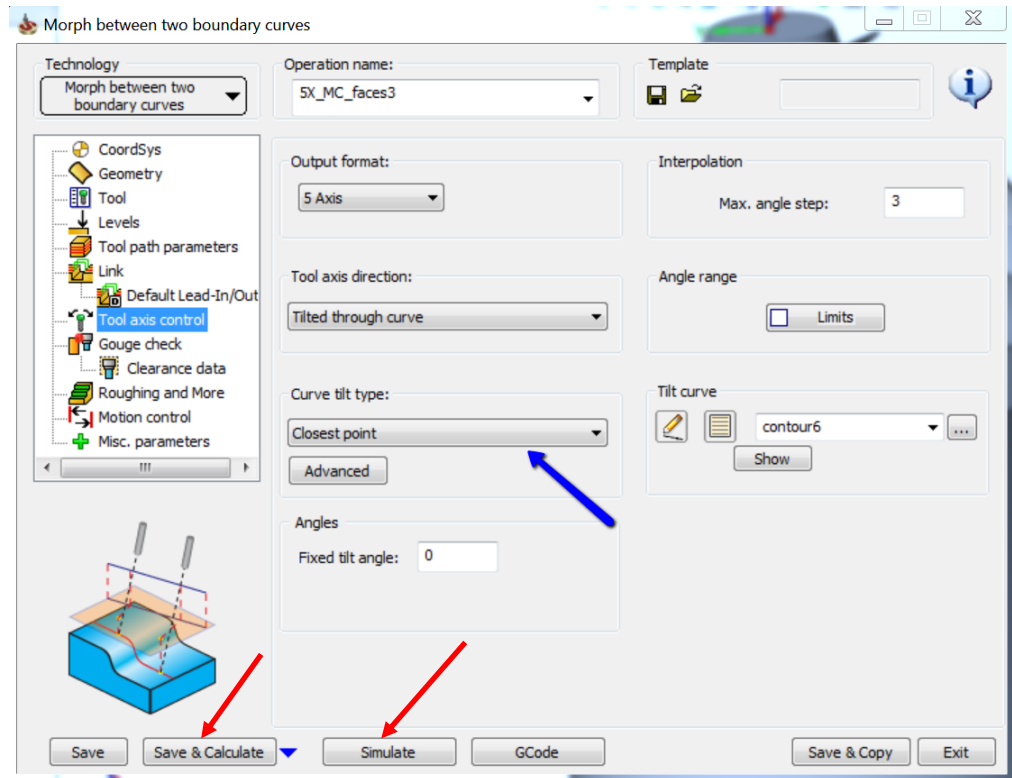 Morph between two boundary curves
Technology
Morph between two
boundary curves
Operation name:
5X_MC_faces3
Template
CoordSys
Geometry
Tool
Levels
Tool path parameters
Link
Default Lead-In/Out
Tool axis control
Gouge check
Clearance data
Roughing and More
Motion control
Misc. parameters
Output format:
5 Axis
Interpolation
Max. angle step:
3
Tool axis direction:
Tilted through curve
Angle range
Limits
Curve tilt type:
Closest point
Advanced
Tilt curve
contour6
...
Show
Angles
Fixed tilt angle:
0
Save
Save & Calculate
Simulate
GCode
Save & Copy
Exit